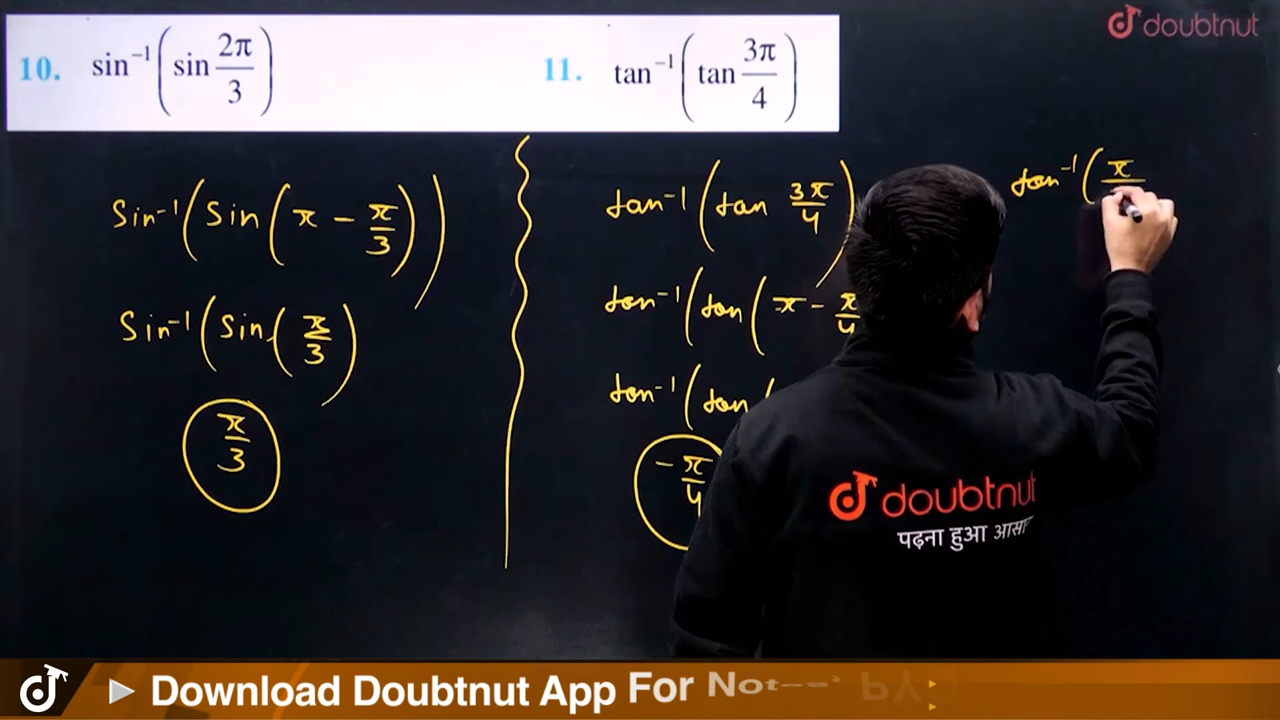 10. sin⁻¹(sin 2π/3)
11. tan⁻¹(tan 3π/4)
doubtnut
Sin⁻¹(Sin(π - π/3))
Sin⁻¹(Sin(π/3)
π/3
tan⁻¹(tan 3π/4)
tan⁻¹(tan(π - π/4
tan⁻¹(tan(
-π/4
tan⁻¹(π
doubtnut
पढ़ना हुआ आसा
Download Doubtnut App For